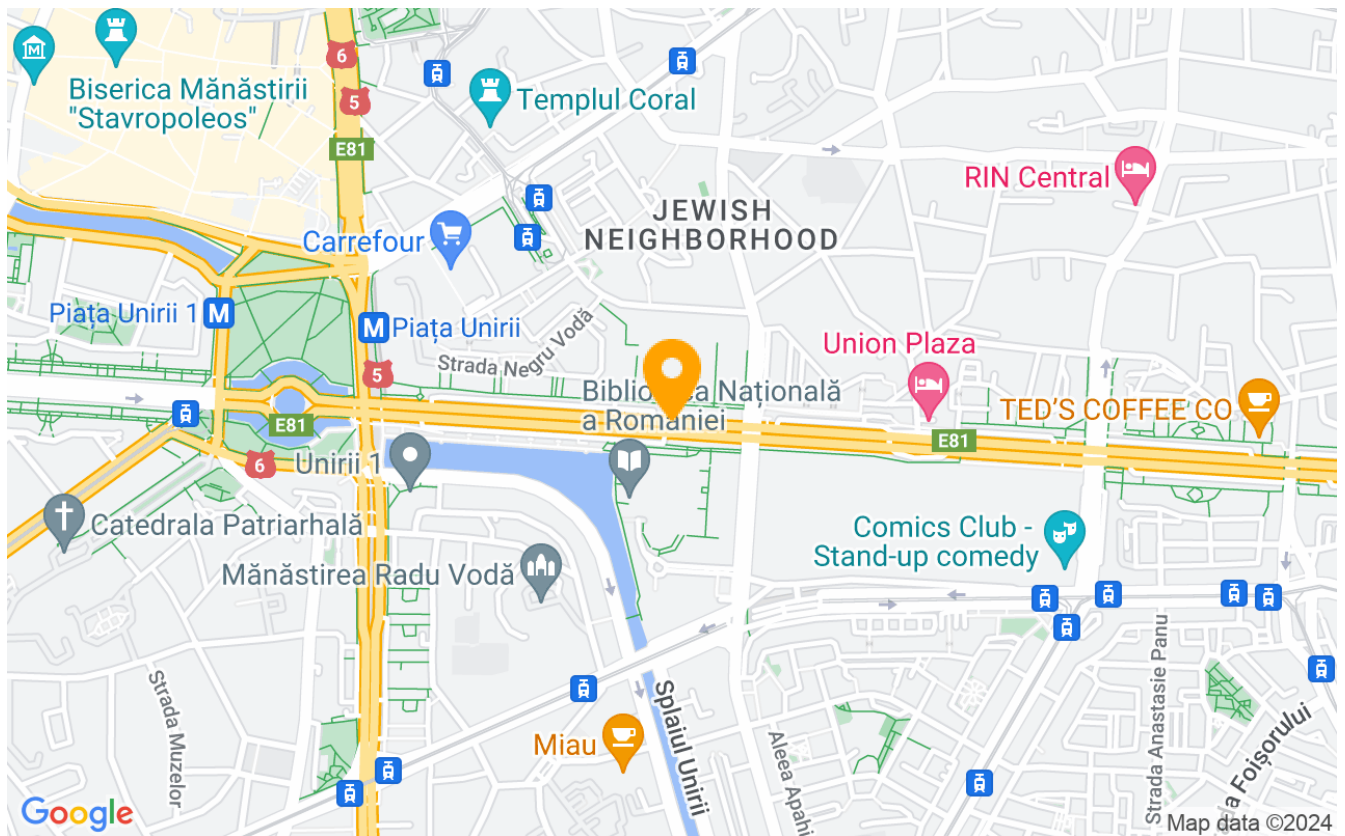 6
Biserica Mănăstirii
"Stavropoleos"
5
Templul Coral
E81
RIN Central
JEWISH
NEIGHBORHOOD
Carrefour
Piața Unirii 1
M
M
Piața Unirii
Strada Negru Vodă
Union Plaza
5
Națională
a României
TED'S COFFEE CO
E81
E81
6
Unirii 1
Catedrala Patriarhală
Comics Club -
Stand-up comedy
Mănăstirea Radu Vodă
Strada Muzelor
Splaiul Unirii
Miau
Aleea Apahi
Strada Anastasie Panu
a Foișorului
Google
Map data ©2024